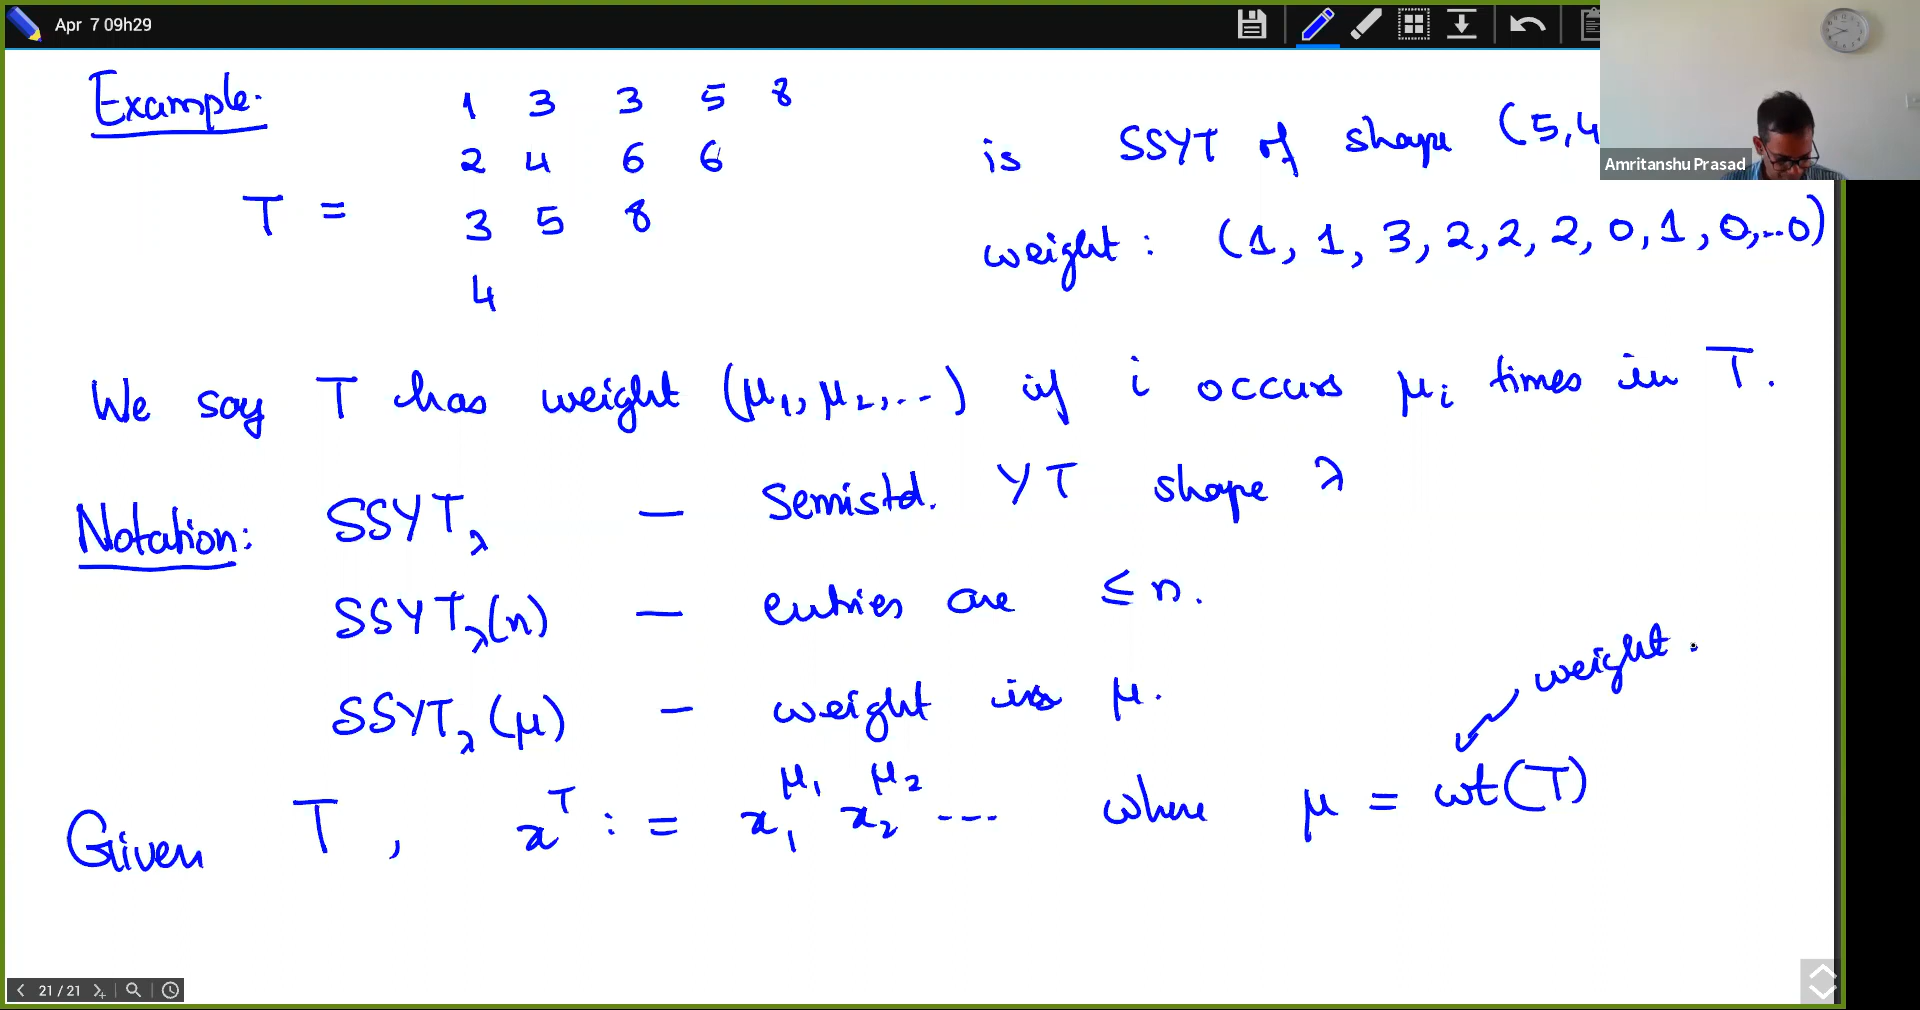 Apr 7 09h29
Example.
1 3 3 5 8
2 4 6 6
is SSYT of shape (5,4
T = 3 5 8
weight : (1, 1, 3, 2, 2, 2, 0, 1, 0,...0)
4
We say T has weight (μ₁, μ₂, ...) if i occurs μᵢ times in T.
Notation: SSYT_λ — Semistd. YT shape λ
SSYT_λ(n) — entries are ≤ n.
SSYT_λ(μ) — weight is μ.
weight.
Given T, x^T := x₁^μ₁ x₂^μ₂ --- where μ = wt(T)
Amritanshu Prasad
21 / 21